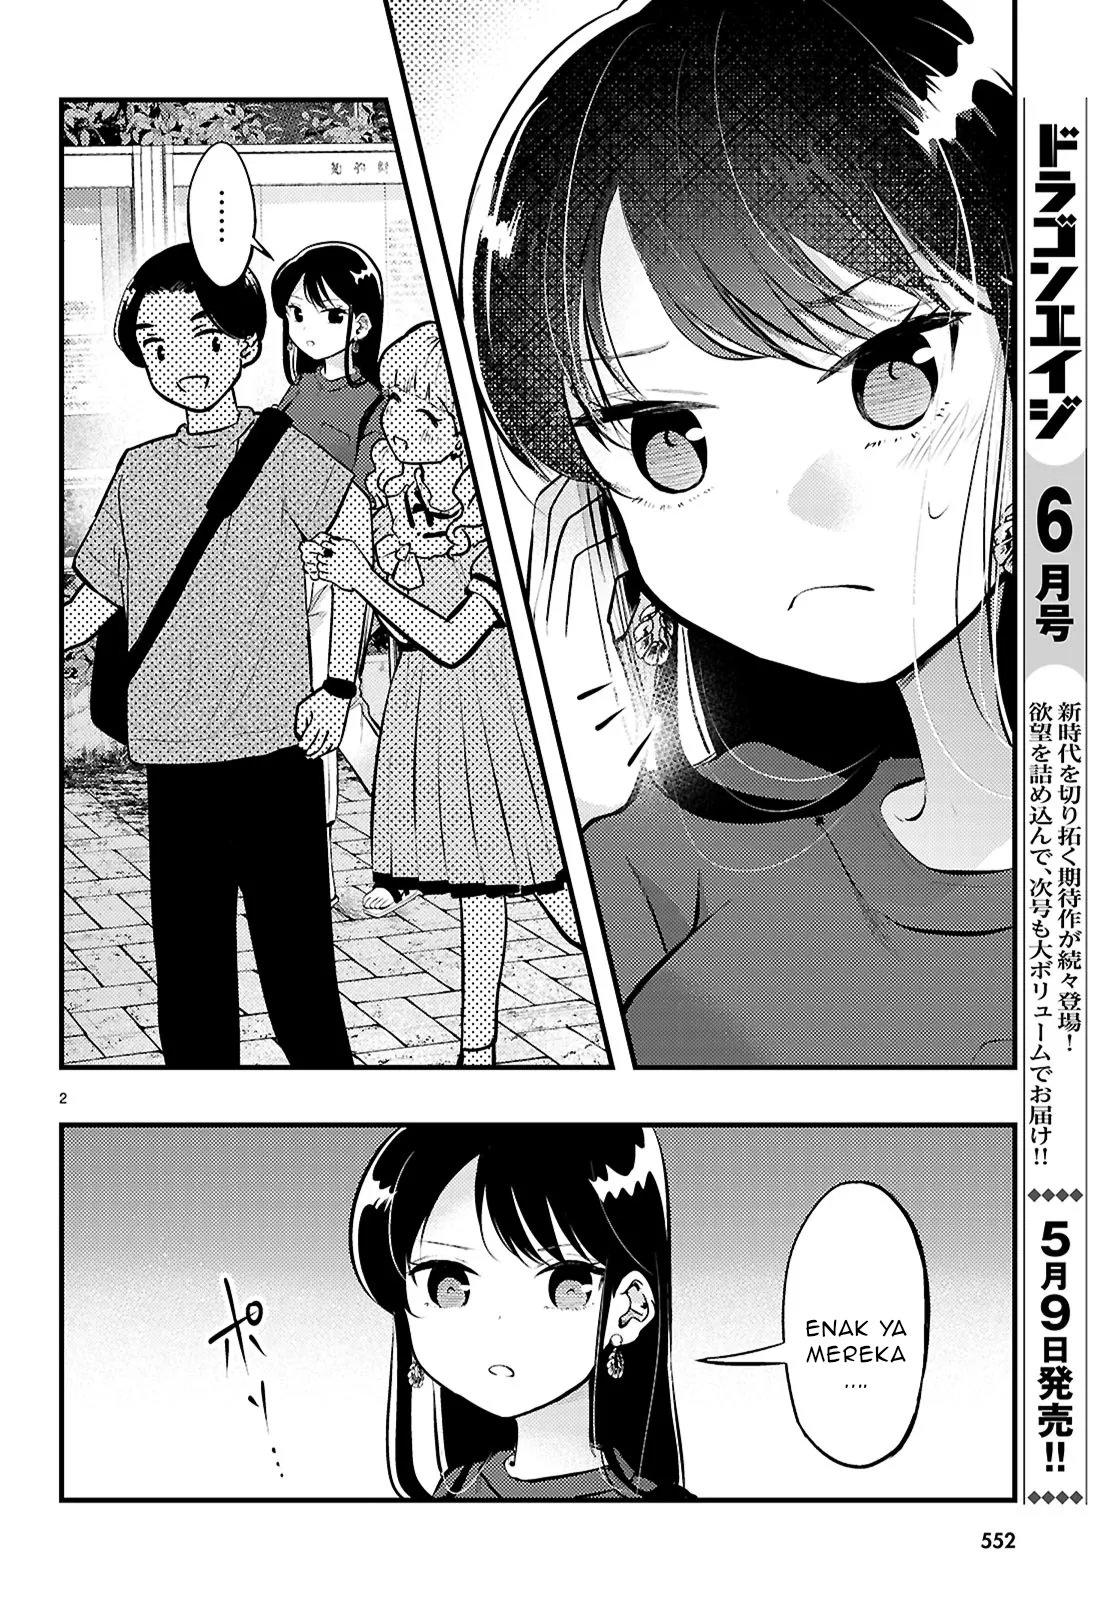 ………
ENAK YA
MEREKA
....
ポ
…
2
ドラゴンエイジ
6月号
新時代を切り拓く期待作が続々登場!
欲望を詰め込んで、次号も大ボリュームでお届け!!
5月9日発売!!
552